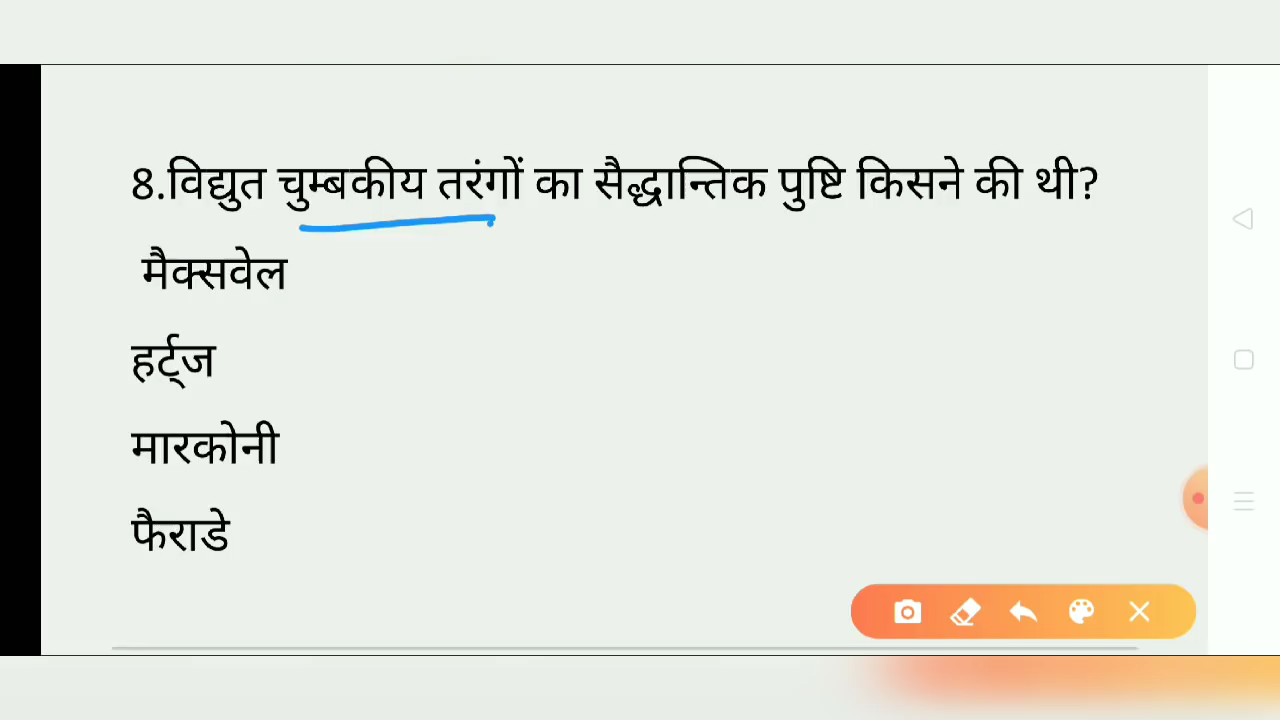 8.विद्युत चुम्बकीय तरंगों का सैद्धान्तिक पुष्टि किसने की थी?
मैक्सवेल
हर्ट्ज
मारकोनी
फैराडे